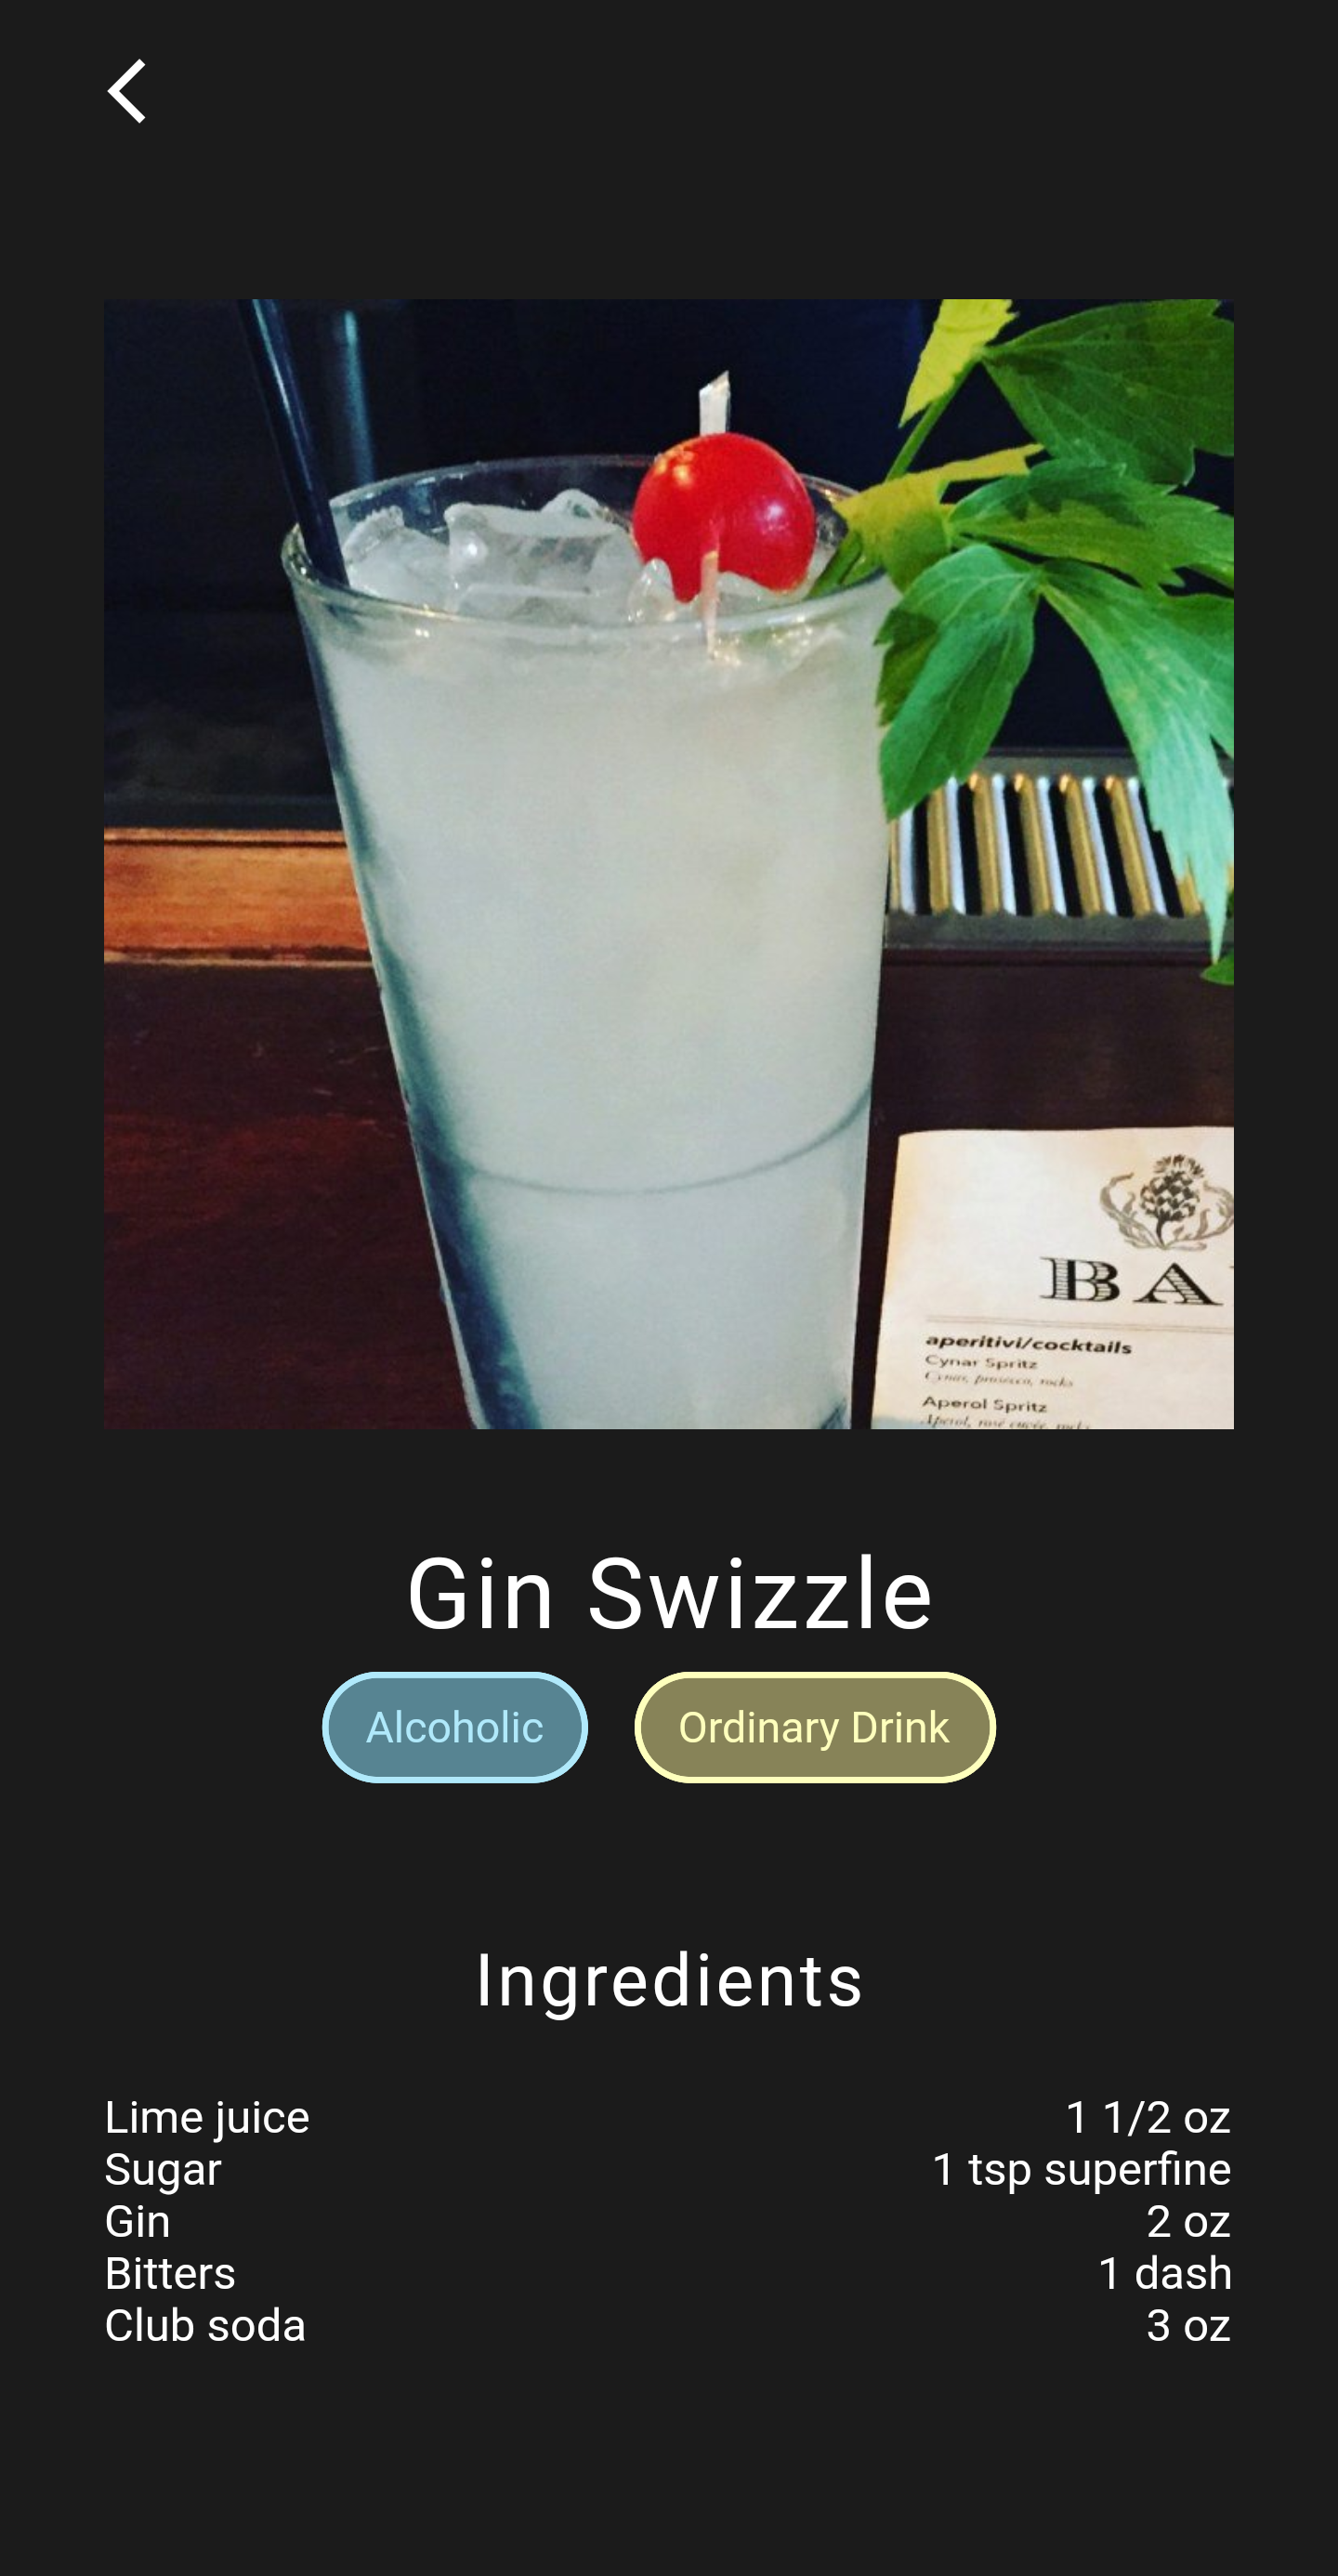 BA
aperitivi/cocktails
Cynar Spritz
Cynar, prosecco, rocks
Aperol Spritz
Aperol, rosé cuvée, rocks
Gin Swizzle
Alcoholic
Ordinary Drink
Ingredients
Lime juice 1 1/2 oz
Sugar 1 tsp superfine
Gin 2 oz
Bitters 1 dash
Club soda 3 oz